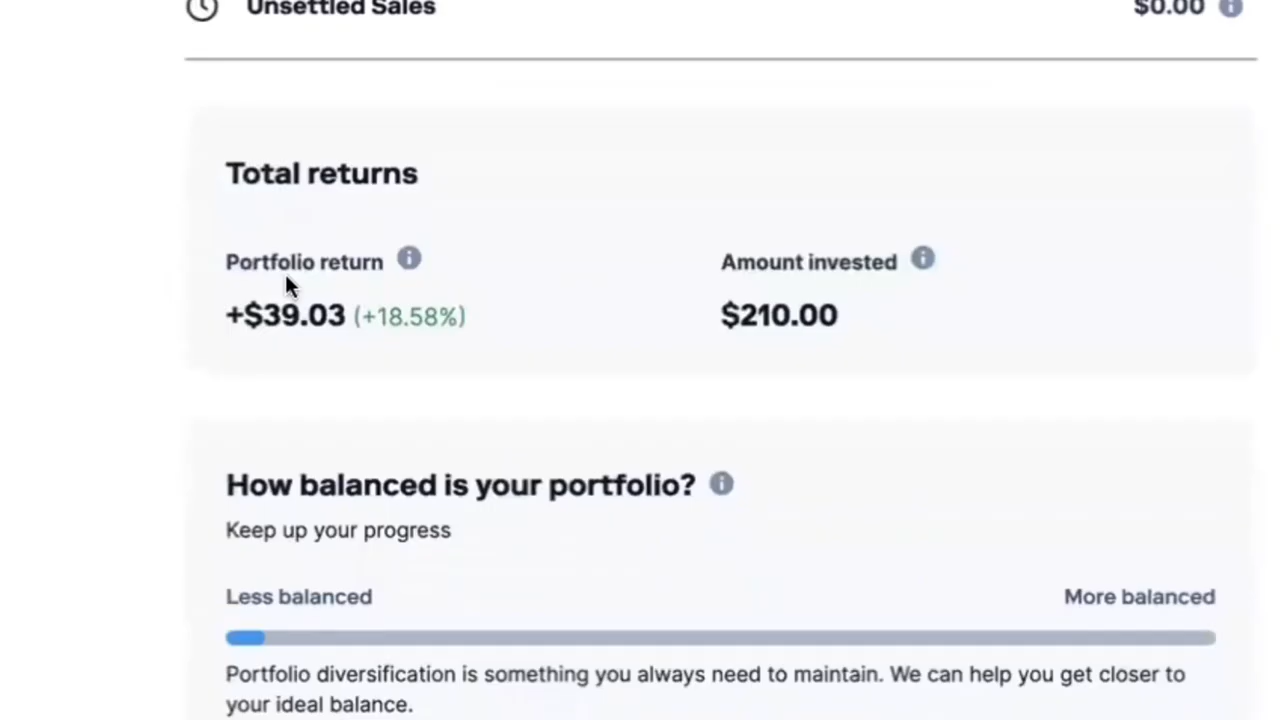 Unsettled Sales $0.00
Total returns
Portfolio return Amount invested
+$39.03 (+18.58%) $210.00
How balanced is your portfolio?
Keep up your progress
Less balanced More balanced
Portfolio diversification is something you always need to maintain. We can help you get closer to
your ideal balance.